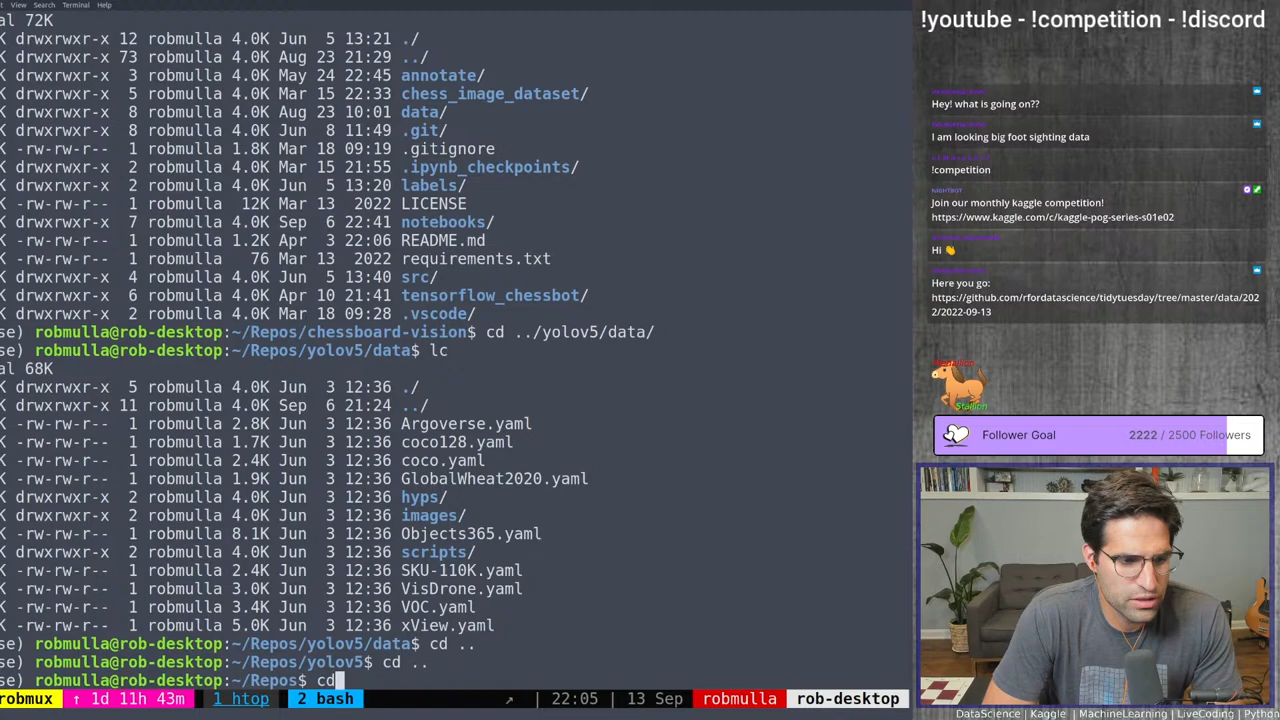 View Search Terminal Help
al 72K
K drwxrwxr-x 12 robmulla 4.0K Jun 5 13:21 ./
K drwxrwxr-x 73 robmulla 4.0K Aug 23 21:29 ../
K drwxrwxr-x 3 robmulla 4.0K May 24 22:45 annotate/
K drwxrwxr-x 5 robmulla 4.0K Mar 15 22:33 chess_image_dataset/
K drwxrwxr-x 8 robmulla 4.0K Aug 23 10:01 data/
K drwxrwxr-x 8 robmulla 4.0K Jun 8 11:49 .git/
K -rw-rw-r-- 1 robmulla 1.8K Mar 18 09:19 .gitignore
K drwxrwxr-x 2 robmulla 4.0K Mar 15 21:55 .ipynb_checkpoints/
K drwxrwxr-x 2 robmulla 4.0K Jun 5 13:20 labels/
K -rw-rw-r-- 1 robmulla 1.2K Mar 13 2022 LICENSE
K drwxrwxr-x 7 robmulla 4.0K Sep 6 22:41 notebooks/
K -rw-rw-r-- 1 robmulla 1.2K Apr 3 22:06 README.md
K -rw-rw-r-- 1 robmulla 76 Mar 13 2022 requirements.txt
K drwxrwxr-x 4 robmulla 4.0K Jun 5 13:40 src/
K drwxrwxr-x 6 robmulla 4.0K Apr 10 21:41 tensorflow_chessbot/
K drwxrwxr-x 2 robmulla 4.0K Mar 18 09:28 .vscode/
se) robmulla@rob-desktop:~/Repos/chessboard-vision$ cd ../yolov5/data/
se) robmulla@rob-desktop:~/Repos/yolov5/data$ lc
al 68K
K drwxrwxr-x 5 robmulla 4.0K Jun 3 12:36 ./
K drwxrwxr-x 11 robmulla 4.0K Sep 6 21:24 ../
K -rw-rw-r-- 1 robmulla 2.8K Jun 3 12:36 Argoverse.yaml
K -rw-rw-r-- 1 robmulla 1.7K Jun 3 12:36 coco128.yaml
K -rw-rw-r-- 1 robmulla 2.4K Jun 3 12:36 coco.yaml
K -rw-rw-r-- 1 robmulla 1.9K Jun 3 12:36 GlobalWheat2020.yaml
K drwxrwxr-x 2 robmulla 4.0K Jun 3 12:36 hyps/
K drwxrwxr-x 2 robmulla 4.0K Jun 3 12:36 images/
K -rw-rw-r-- 1 robmulla 8.1K Jun 3 12:36 Objects365.yaml
K drwxrwxr-x 2 robmulla 4.0K Jun 3 12:36 scripts/
K -rw-rw-r-- 1 robmulla 2.4K Jun 3 12:36 SKU-110K.yaml
K -rw-rw-r-- 1 robmulla 3.0K Jun 3 12:36 VisDrone.yaml
K -rw-rw-r-- 1 robmulla 3.4K Jun 3 12:36 VOC.yaml
K -rw-rw-r-- 1 robmulla 5.0K Jun 3 12:36 xView.yaml
se) robmulla@rob-desktop:~/Repos/yolov5/data$ cd ..
se) robmulla@rob-desktop:~/Repos/yolov5$ cd ..
se) robmulla@rob-desktop:~/Repos$ cd
robmux ↑ 1d 11h 43m 1 htop 2 bash ↗ | 22:05 | 13 Sep robmulla rob-desktop
!youtube - !competition - !discord
Hey! what is going on??
I am looking big foot sighting data
!competition
NIGHTBOT
Join our monthly kaggle competition!
https://www.kaggle.com/c/kaggle-pog-series-s01e02
Hi 👋
Here you go:
https://github.com/rfordatascience/tidytuesday/tree/master/data/202
2/2022-09-13
Stallion
Follower Goal 2222 / 2500 Followers
DataScience | Kaggle | MachineLearning | LiveCoding | Python